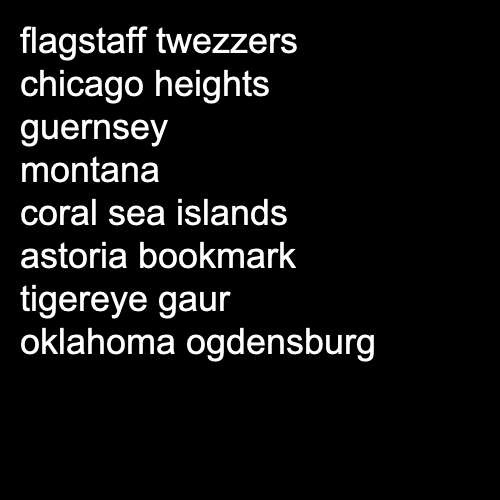 flagstaff twezzers
chicago heights
guernsey
montana
coral sea islands
astoria bookmark
tigereye gaur
oklahoma ogdensburg